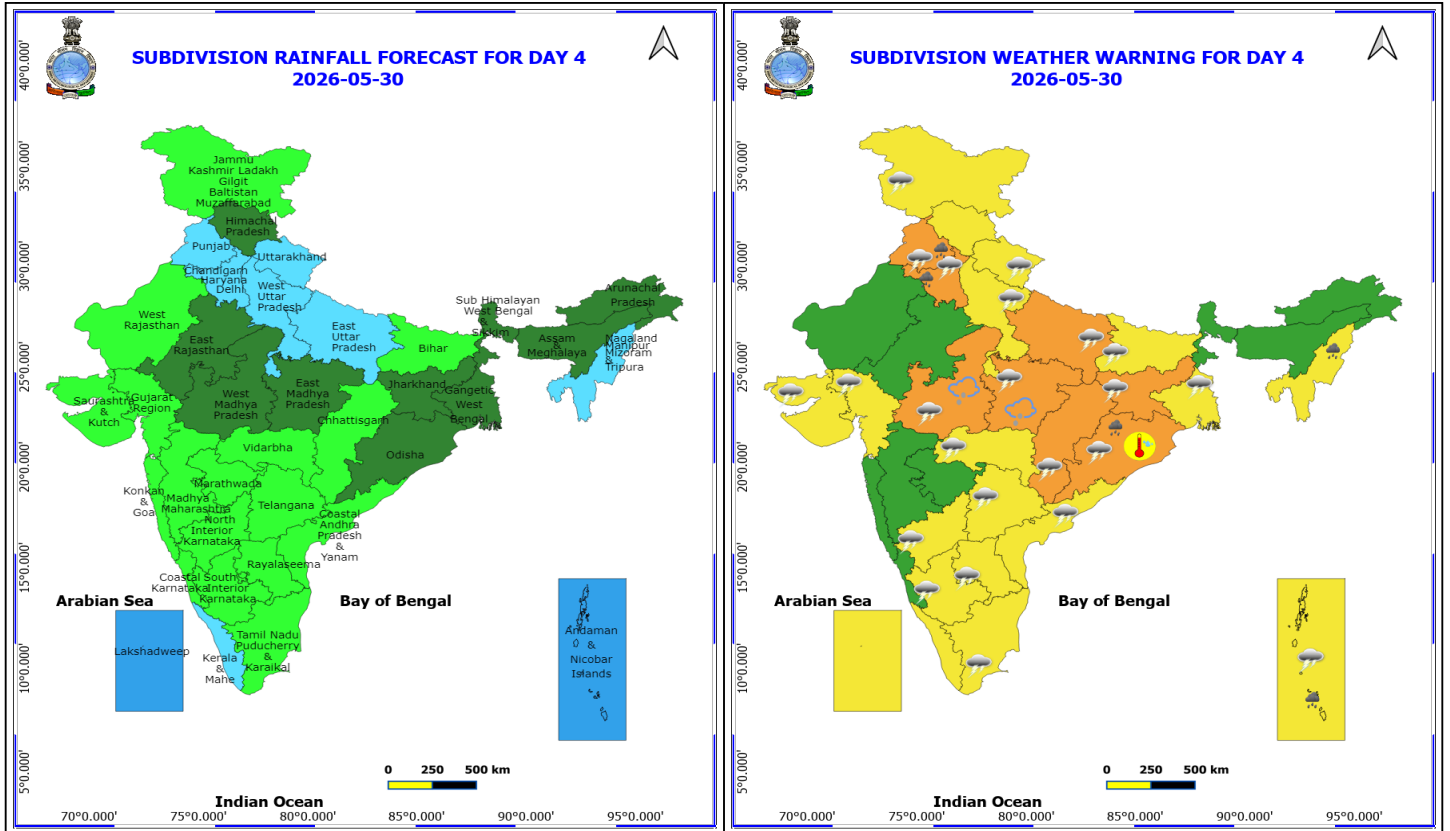 SUBDIVISION RAINFALL FORECAST FOR DAY 4
2026-05-30
40°0.000'
35°0.000'
30°0.000'
25°0.000'
20°0.000'
15°0.000'
10°0.000'
5°0.000'
Jammu
Kashmir Ladakh
Gilgit
Baltistan
Muzaffarabad
Himachal
Pradesh
Punjab
Uttarakhand
Chandigarh
Haryana
Delhi
West
Uttar
Pradesh
West
Rajasthan
East
Rajasthan
East
Uttar
Pradesh
Bihar
Sub Himalayan
West Bengal
&
Sikkim
Arunachal
Pradesh
Assam
&
Meghalaya
Nagaland
Manipur
Mizoram
&
Tripura
Saurashtra
&
Kutch
Gujarat
Region
West
Madhya
Pradesh
East
Madhya
Pradesh
Jharkhand
Gangetic
West
Bengal
Chhattisgarh
Odisha
Vidarbha
Konkan
&
Goa
Madhya
Maharashtra
Marathwada
Telangana
North
Interior
Karnataka
Coastal
Andhra
Pradesh
&
Yanam
Rayalaseema
Coastal
Karnataka
South
Interior
Karnataka
Tamil Nadu
Puducherry
&
Karaikal
Kerala
&
Mahe
Lakshadweep
Andaman
&
Nicobar
Islands
Arabian Sea
Bay of Bengal
Indian Ocean
0 250 500 km
70°0.000' 75°0.000' 80°0.000' 85°0.000' 90°0.000' 95°0.000'
SUBDIVISION WEATHER WARNING FOR DAY 4
2026-05-30
40°0.000'
35°0.000'
30°0.000'
25°0.000'
20°0.000'
15°0.000'
10°0.000'
5°0.000'
Arabian Sea
Bay of Bengal
Indian Ocean
0 250 500 km
70°0.000' 75°0.000' 80°0.000' 85°0.000' 90°0.000' 95°0.000'